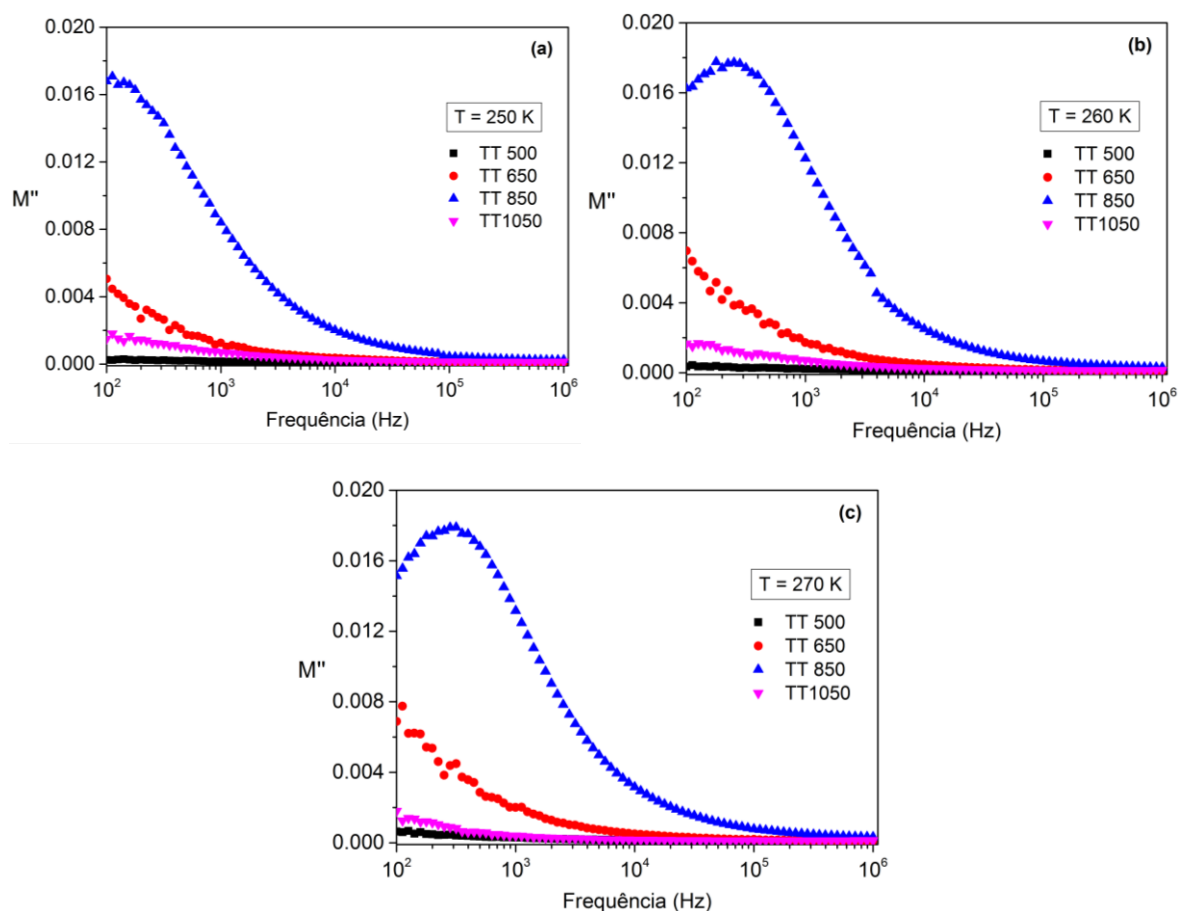 (a)
0.020
0.016
0.012
0.008
0.004
0.000
M"
T = 250 K
TT 500
TT 650
TT 850
TT1050
10² 10³ 10⁴ 10⁵ 10⁶
Frequência (Hz)
(b)
0.020
0.016
0.012
0.008
0.004
0.000
M"
T = 260 K
TT 500
TT 650
TT 850
TT1050
10² 10³ 10⁴ 10⁵ 10⁶
Frequência (Hz)
(c)
0.020
0.016
0.012
0.008
0.004
0.000
M"
T = 270 K
TT 500
TT 650
TT 850
TT1050
10² 10³ 10⁴ 10⁵ 10⁶
Frequência (Hz)